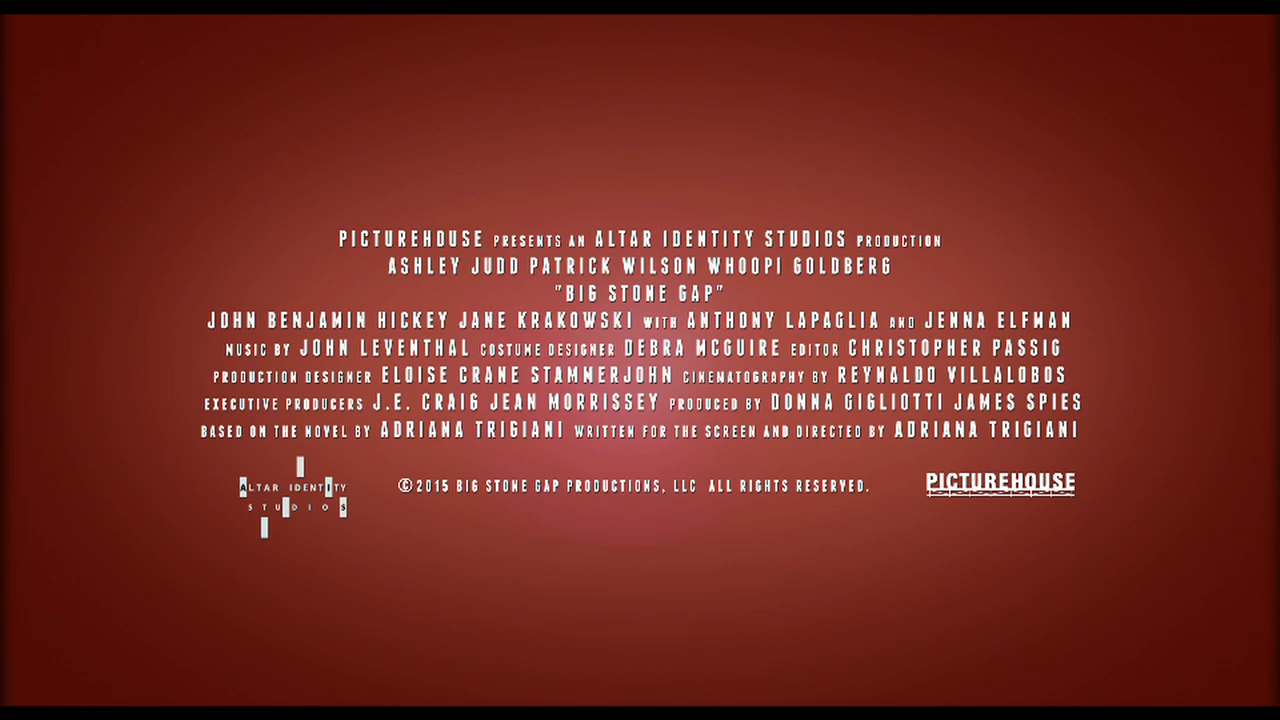 PICTUREHOUSE PRESENTS AN ALTAR IDENTITY STUDIOS PRODUCTION
ASHLEY JUDD PATRICK WILSON WHOOPI GOLDBERG
"BIG STONE GAP"
JOHN BENJAMIN HICKEY JANE KRAKOWSKI WITH ANTHONY LAPAGLIA AND JENNA ELFMAN
MUSIC BY JOHN LEVENTHAL COSTUME DESIGNER DEBRA MCGUIRE EDITOR CHRISTOPHER PASSIG
PRODUCTION DESIGNER ELOISE CRANE STAMMERJOHN CINEMATOGRAPHY BY REYNALDO VILLALOBOS
EXECUTIVE PRODUCERS J.E. CRAIG JEAN MORRISSEY PRODUCED BY DONNA GIGLIOTTI JAMES SPIES
BASED ON THE NOVEL BY ADRIANA TRIGIANI WRITTEN FOR THE SCREEN AND DIRECTED BY ADRIANA TRIGIANI
ALTAR IDENTITY
STUDIOS
©2015 BIG STONE GAP PRODUCTIONS, LLC ALL RIGHTS RESERVED.
PICTUREHOUSE